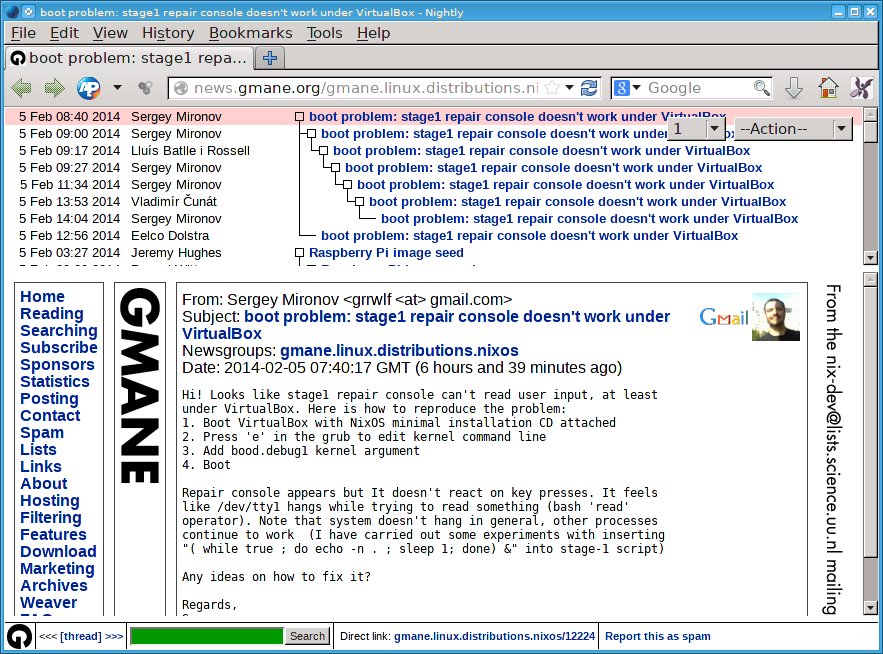 boot problem: stage1 repair console doesn't work under VirtualBox - Nightly
File Edit View History Bookmarks Tools Help
boot problem: stage1 repa...
news.gmane.org/gmane.linux.distributions.ni
Google
5 Feb 08:40 2014 Sergey Mironov boot problem: stage1 repair console doesn't work under VirtualBox
1 --Action--
5 Feb 09:00 2014 Sergey Mironov boot problem: stage1 repair console doesn't work under
5 Feb 09:17 2014 Lluís Batlle i Rossell boot problem: stage1 repair console doesn't work under VirtualBox
5 Feb 09:27 2014 Sergey Mironov boot problem: stage1 repair console doesn't work under VirtualBox
5 Feb 11:34 2014 Sergey Mironov boot problem: stage1 repair console doesn't work under VirtualBox
5 Feb 13:53 2014 Vladimír Čunát boot problem: stage1 repair console doesn't work under VirtualBox
5 Feb 14:04 2014 Sergey Mironov boot problem: stage1 repair console doesn't work under VirtualBox
5 Feb 12:56 2014 Eelco Dolstra boot problem: stage1 repair console doesn't work under VirtualBox
5 Feb 03:27 2014 Jeremy Hughes Raspberry Pi image seed
Home
Reading
Searching
Subscribe
Sponsors
Statistics
Posting
Contact
Spam
Lists
Links
About
Hosting
Filtering
Features
Download
Marketing
Archives
Weaver
GMANE
From: Sergey Mironov <grrwlf <at> gmail.com>
Subject: boot problem: stage1 repair console doesn't work under
VirtualBox
Newsgroups: gmane.linux.distributions.nixos
Date: 2014-02-05 07:40:17 GMT (6 hours and 39 minutes ago)
Gmail
Hi! Looks like stage1 repair console can't read user input, at least
under VirtualBox. Here is how to reproduce the problem:
1. Boot VirtualBox with NixOS minimal installation CD attached
2. Press 'e' in the grub to edit kernel command line
3. Add bood.debug1 kernel argument
4. Boot
Repair console appears but It doesn't react on key presses. It feels
like /dev/tty1 hangs while trying to read something (bash 'read'
operator). Note that system doesn't hang in general, other processes
continue to work (I have carried out some experiments with inserting
"( while true ; do echo -n . ; sleep 1; done) &" into stage-1 script)
Any ideas on how to fix it?
Regards,
From the nix-dev@lists.science.uu.nl mailing
<<< [thread] >>> Search Direct link: gmane.linux.distributions.nixos/12224 Report this as spam